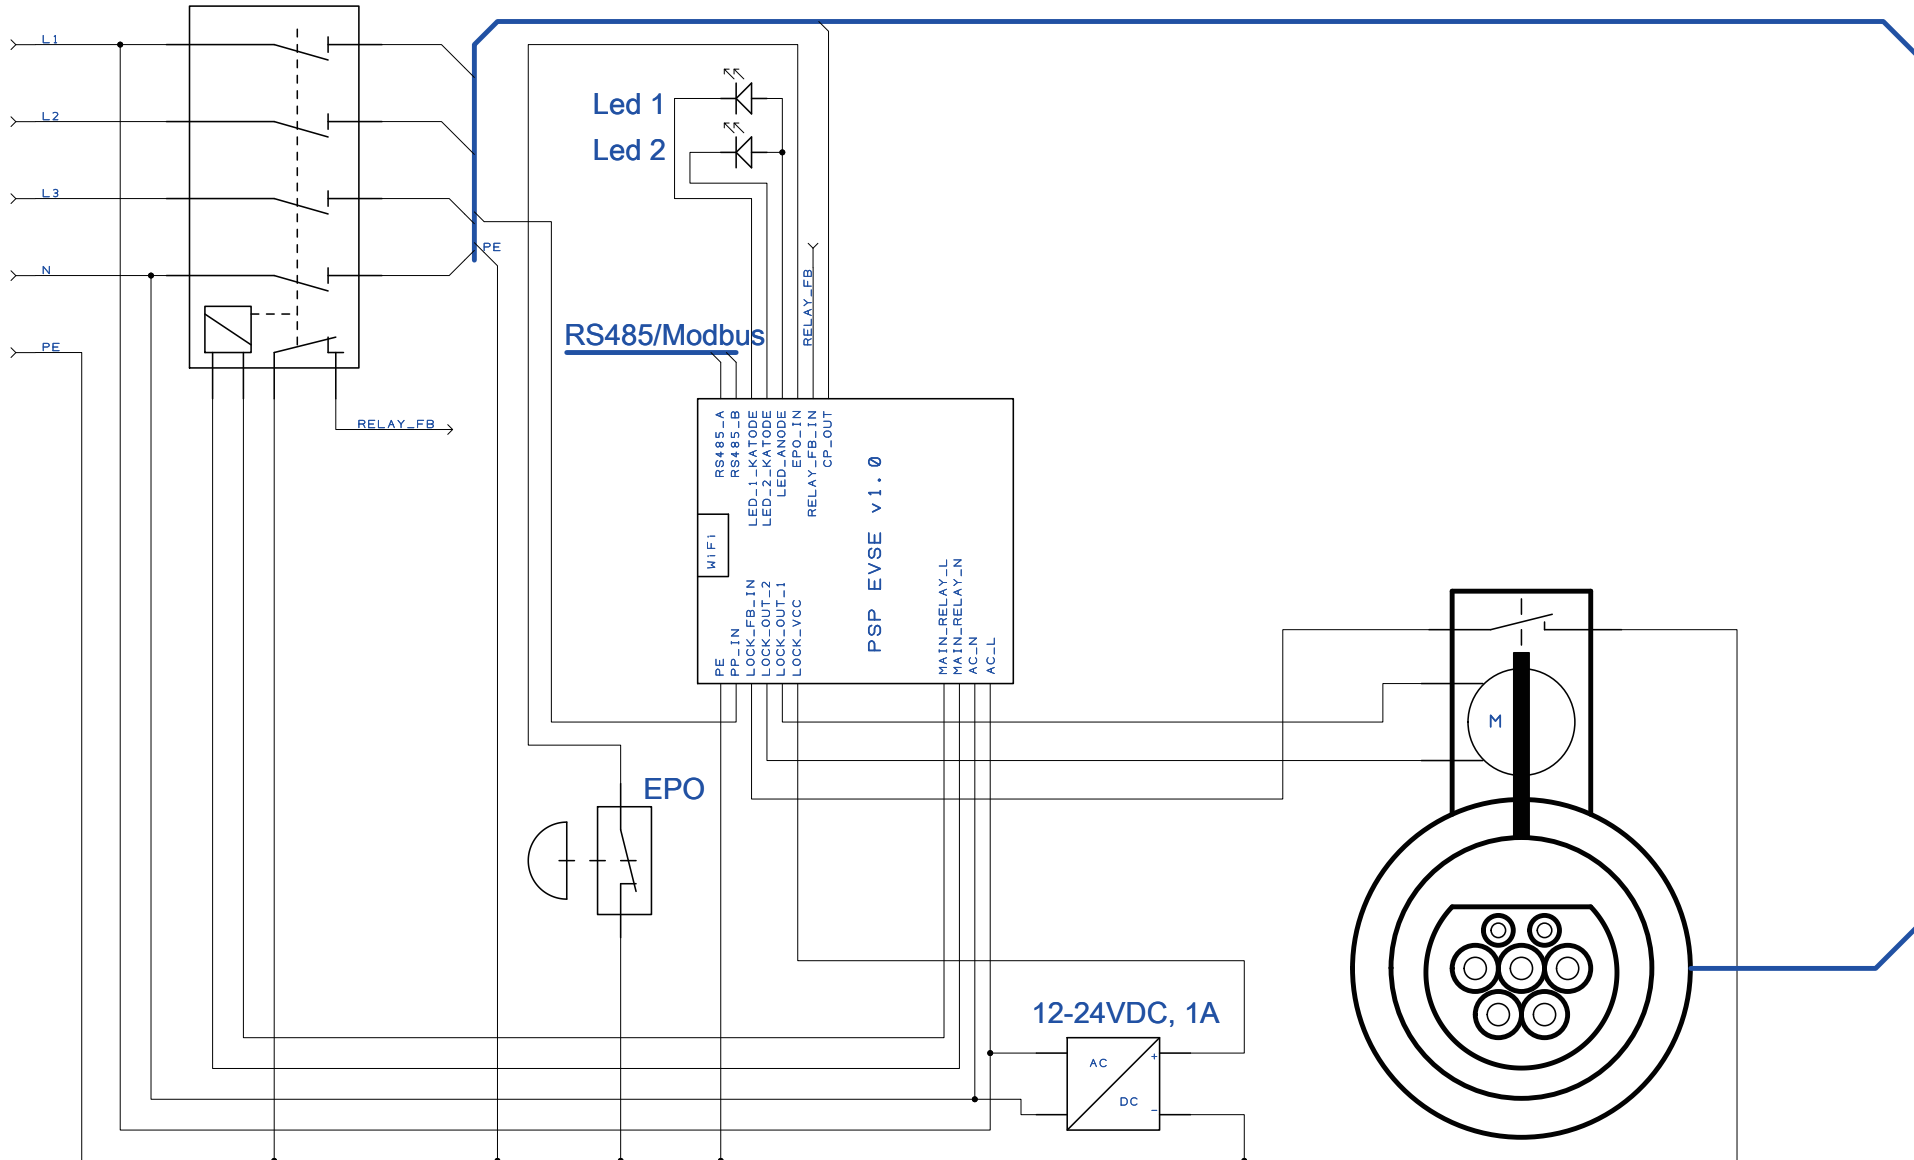 L1
L2
L3
N
PE
PE
RELAY_FB
Led 1
Led 2
RELAY_FB
RS485/Modbus
RS485_A
RS485_B
LED_1_KATODE
LED_2_KATODE
LED_ANODE
EPO_IN
RELAY_FB_IN
CP_OUT
WiFi
PSP EVSE v1.0
PE
PP_IN
LOCK_FB_IN
LOCK_OUT_2
LOCK_OUT_1
LOCK_VCC
MAIN_RELAY_L
MAIN_RELAY_N
AC_N
AC_L
M
EPO
12-24VDC, 1A
AC
+
DC
-